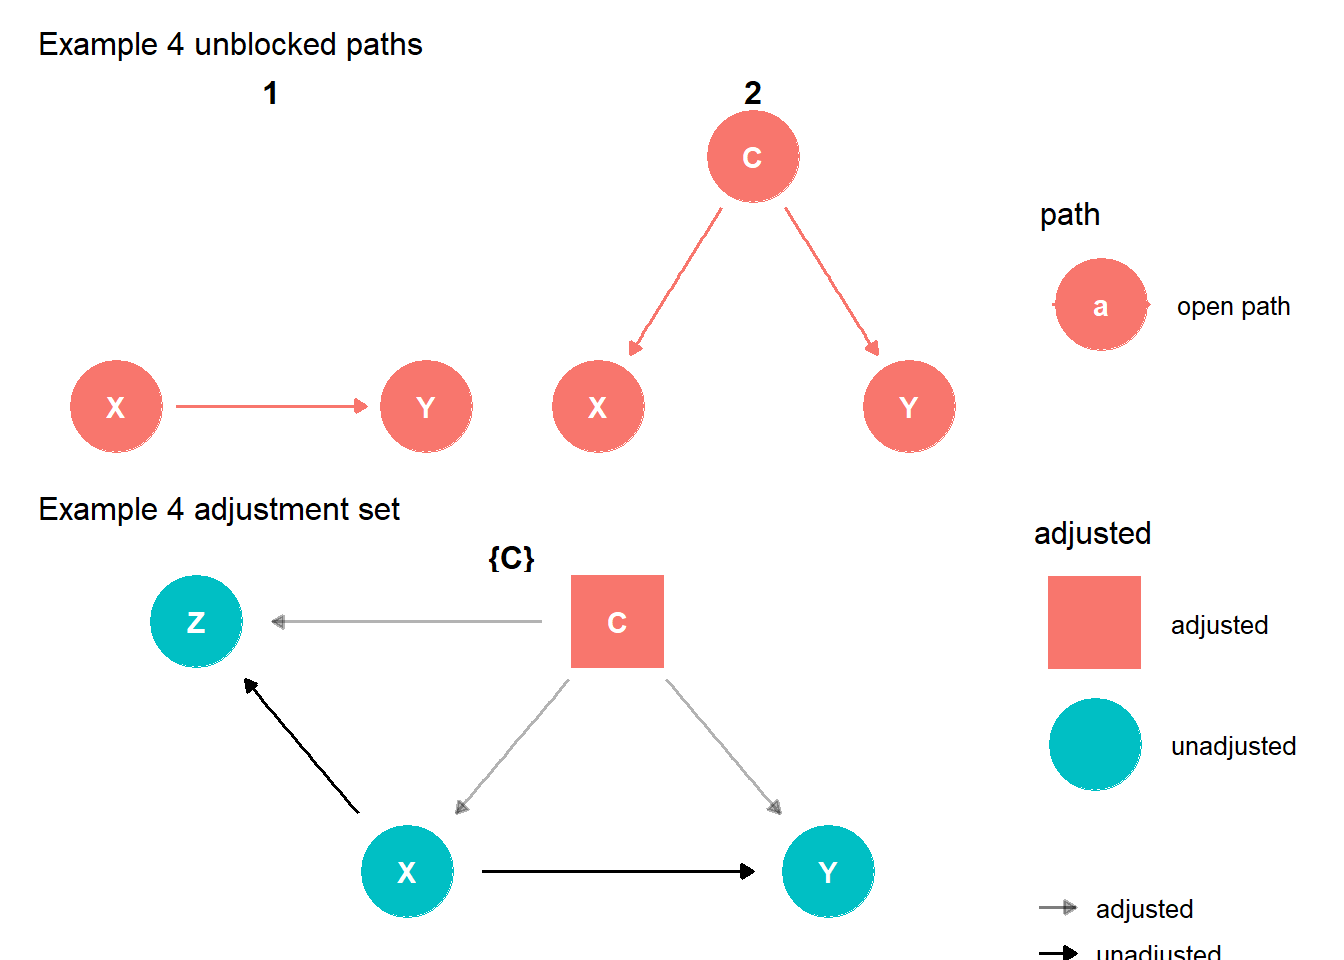 Example 4 unblocked paths
1
2
C
X
Y
X
Y
path
a
open path
Example 4 adjustment set
{C}
Z
C
X
Y
adjusted
adjusted
unadjusted
adjusted
unadjusted